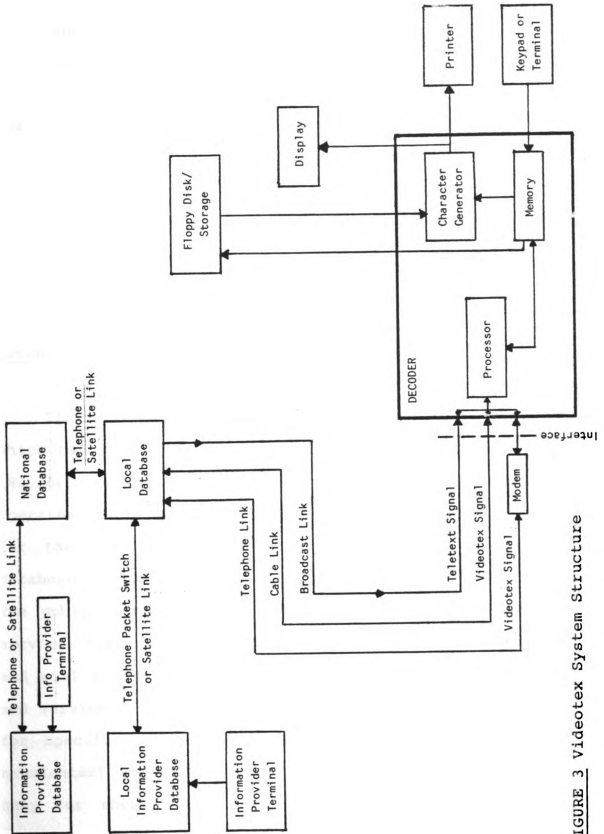 Information
Provider
Database
Telephone or Satellite Link
Info Provider
Terminal
National
Database
Telephone or
Satellite Link
Local
Database
Local
Information
Provider
Database
Telephone Packet Switch
or Satellite Link
Information
Provider
Terminal
Telephone Link
Cable Link
Broadcast Link
Teletext Signal
Videotex Signal
Videotex Signal
Modem
Interface
DECODER
Processor
Floppy Disk/
Storage
Display
Character
Generator
Memory
Printer
Keypad or
Terminal
IGURE 3 Videotex System Structure